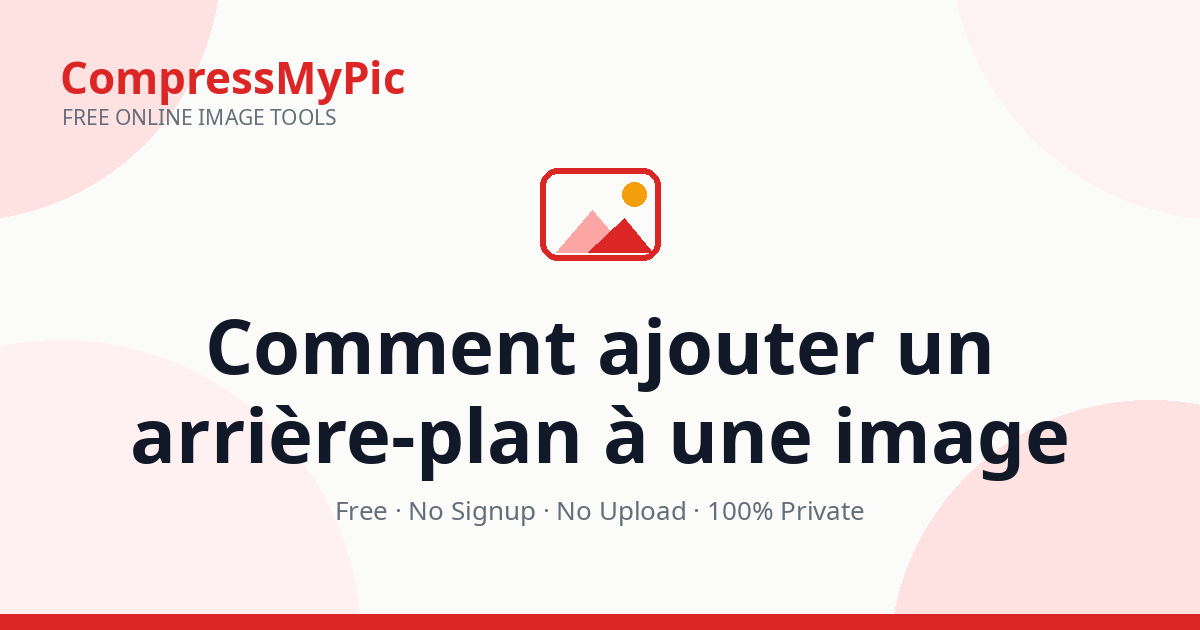 CompressMyPic
FREE ONLINE IMAGE TOOLS
Comment ajouter un
arrière-plan à une image
Free · No Signup · No Upload · 100% Private